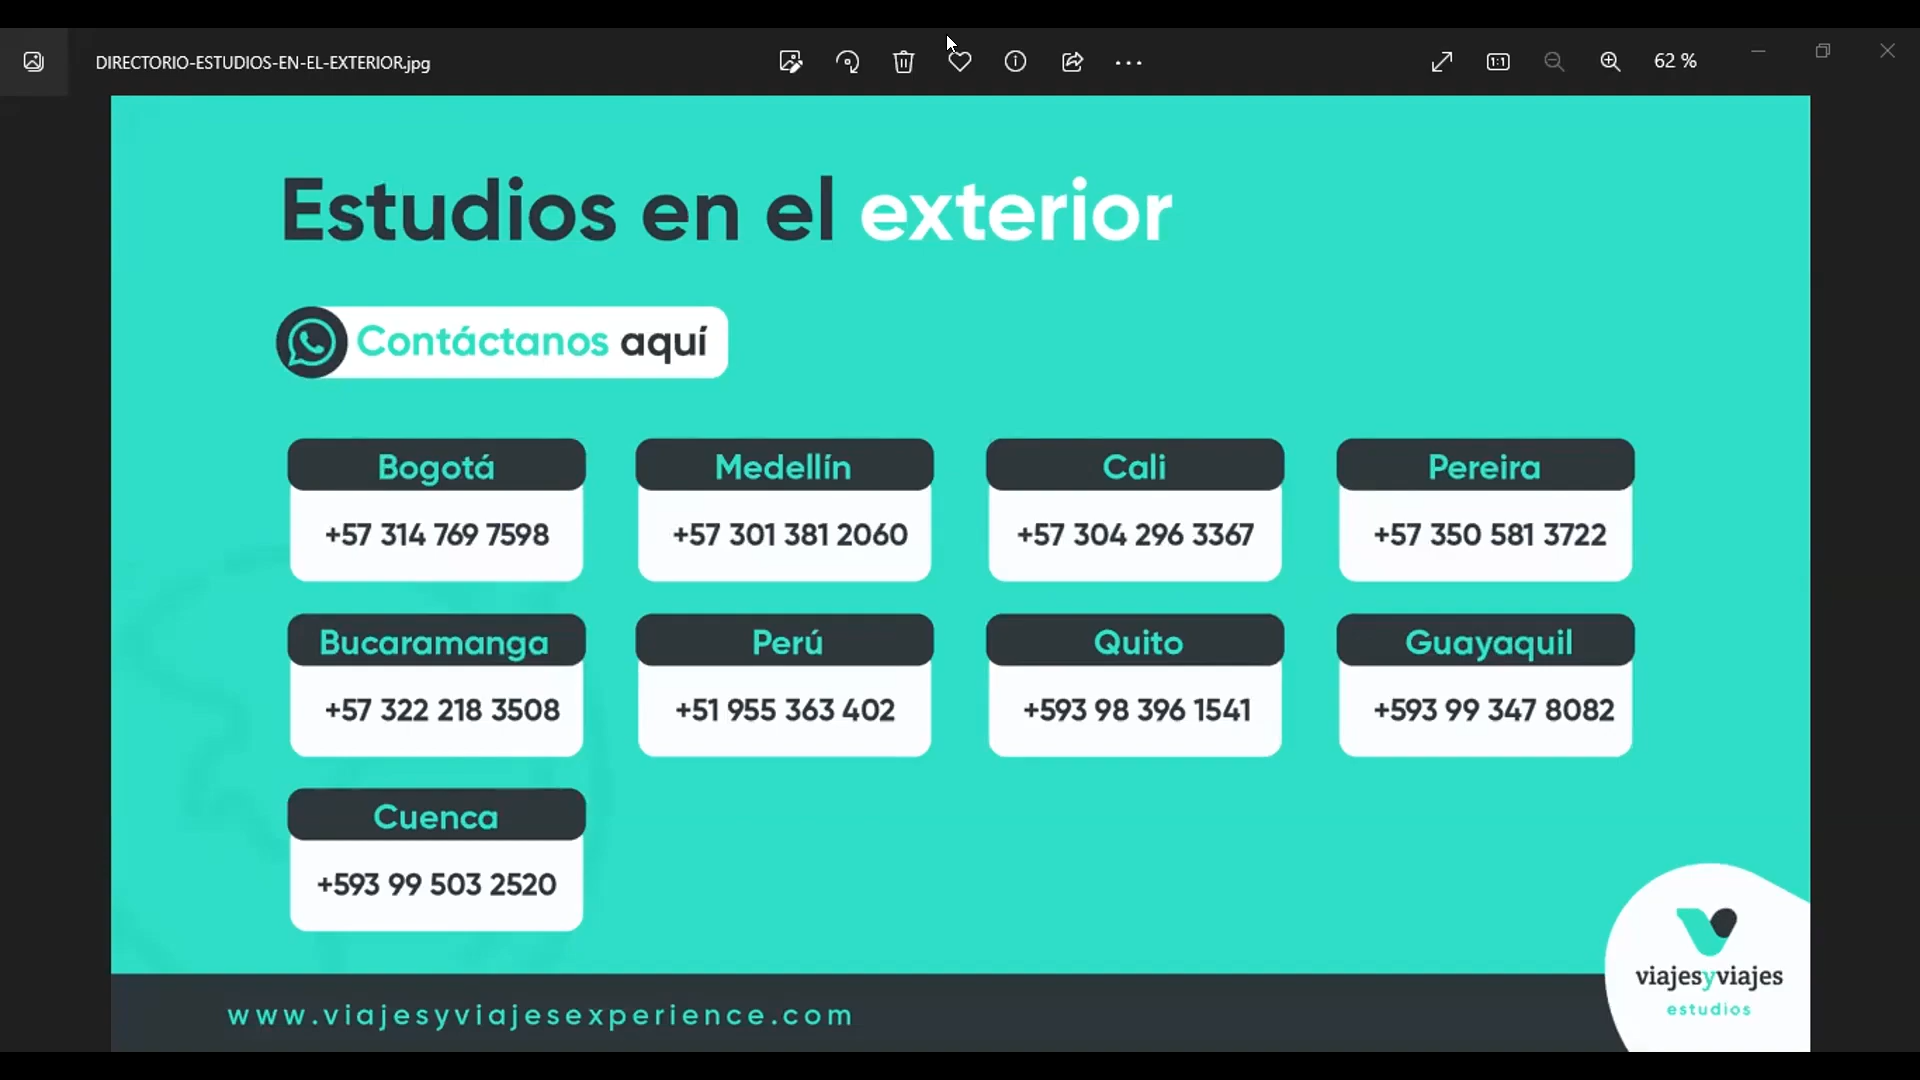 DIRECTORIO-ESTUDIOS-EN-EL-EXTERIOR.jpg
1:1
62 %
Estudios en el exterior
Contáctanos aquí
Bogotá
+57 314 769 7598
Medellín
+57 301 381 2060
Cali
+57 304 296 3367
Pereira
+57 350 581 3722
Bucaramanga
+57 322 218 3508
Perú
+51 955 363 402
Quito
+593 98 396 1541
Guayaquil
+593 99 347 8082
Cuenca
+593 99 503 2520
www.viajesyviajesexperience.com
viajesyviajes
estudios